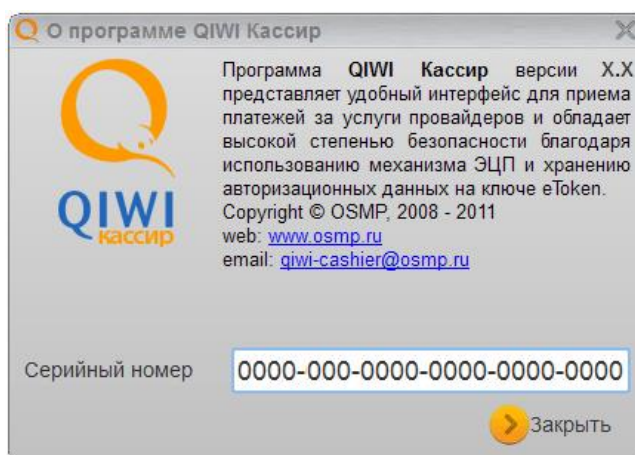 О программе QIWI Кассир
Программа QIWI Кассир версии X.X
представляет удобный интерфейс для приема
платежей за услуги провайдеров и обладает
высокой степенью безопасности благодаря
использованию механизма ЭЦП и хранению
авторизационных данных на ключе eToken.
Copyright © OSMP, 2008 - 2011
web: www.osmp.ru
email: qiwi-cashier@osmp.ru
QIWI
кассир
Серийный номер
0000-000-0000-0000-0000-0000
Закрыть